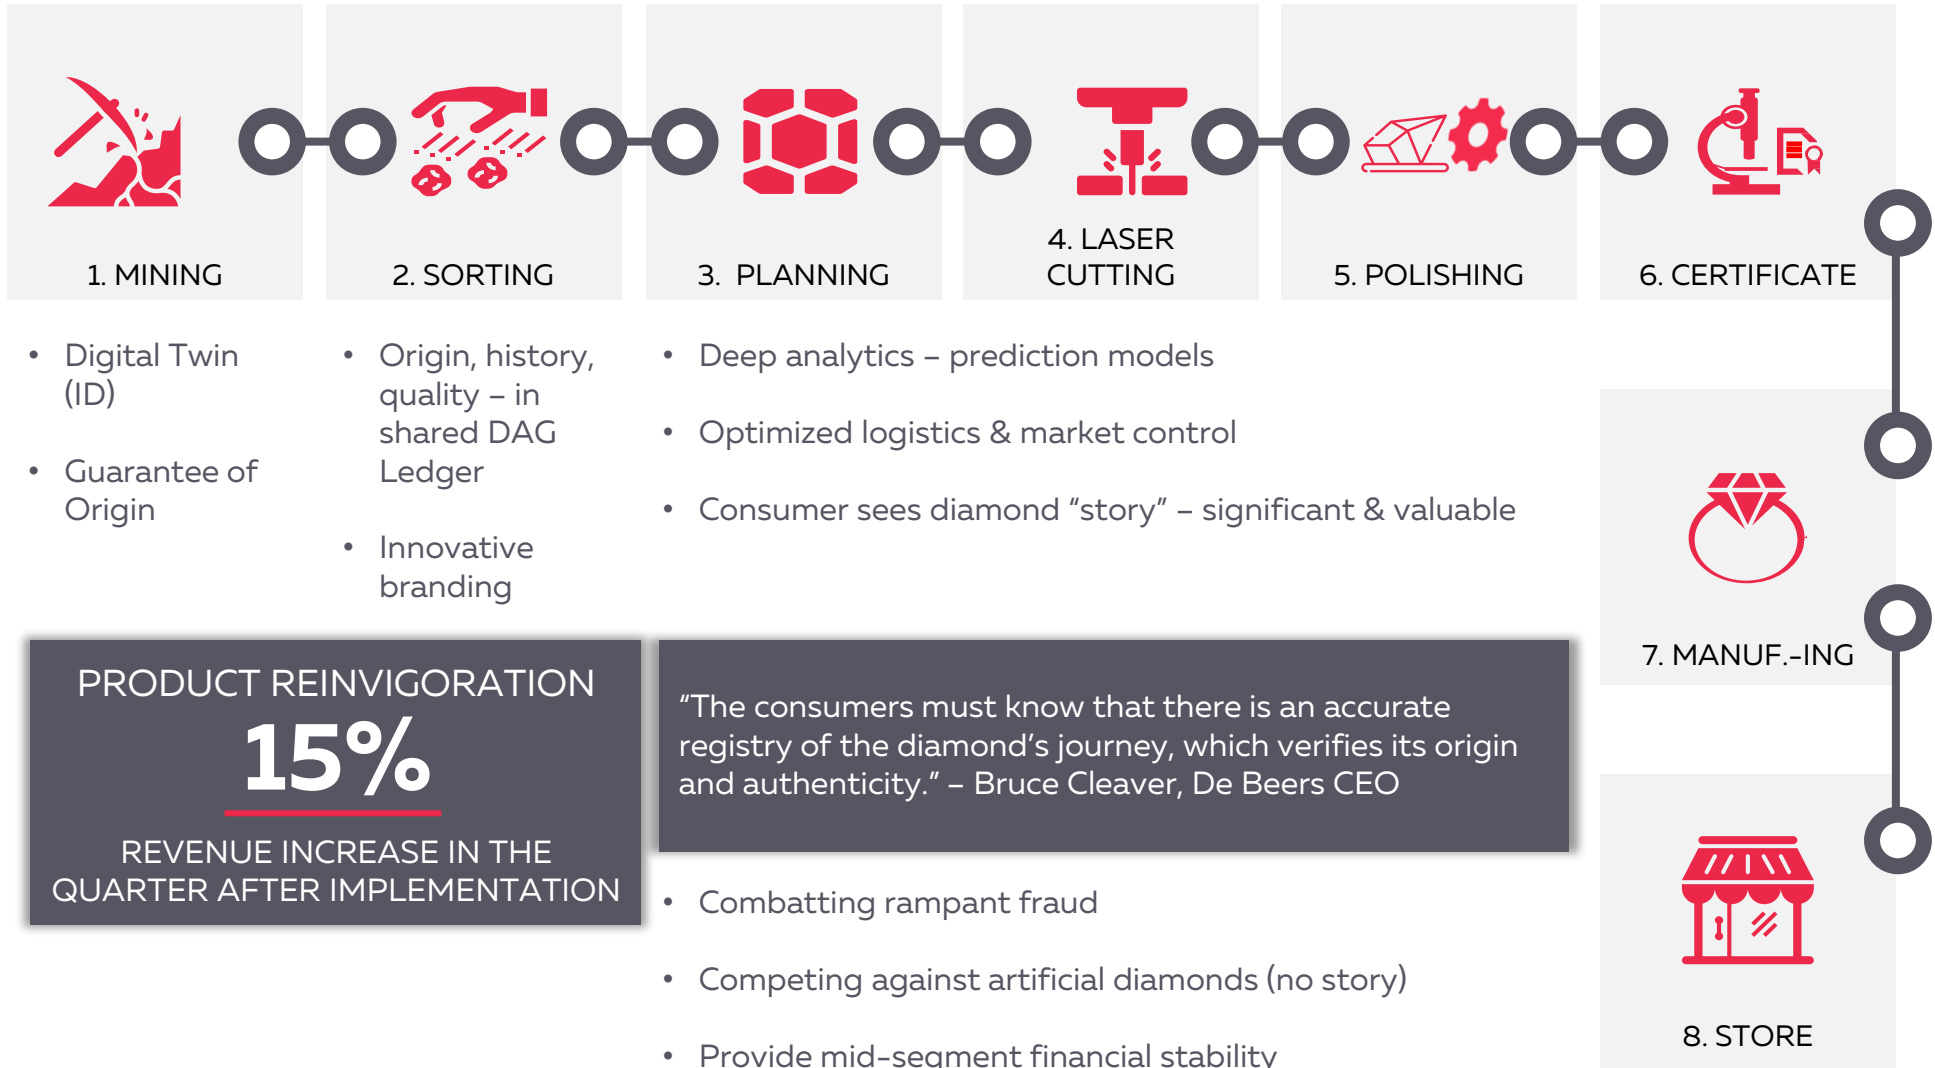 1. MINING
2. SORTING
3. PLANNING
4. LASER
CUTTING
5. POLISHING
6. CERTIFICATE
• Digital Twin
(ID)
• Guarantee of
Origin
• Origin, history,
quality – in
shared DAG
Ledger
• Innovative
branding
• Deep analytics – prediction models
• Optimized logistics & market control
• Consumer sees diamond “story” – significant & valuable
7. MANUF.-ING
PRODUCT REINVIGORATION
15%
REVENUE INCREASE IN THE
QUARTER AFTER IMPLEMENTATION
“The consumers must know that there is an accurate
registry of the diamond’s journey, which verifies its origin
and authenticity.” – Bruce Cleaver, De Beers CEO
• Combatting rampant fraud
• Competing against artificial diamonds (no story)
• Provide mid-segment financial stability
8. STORE